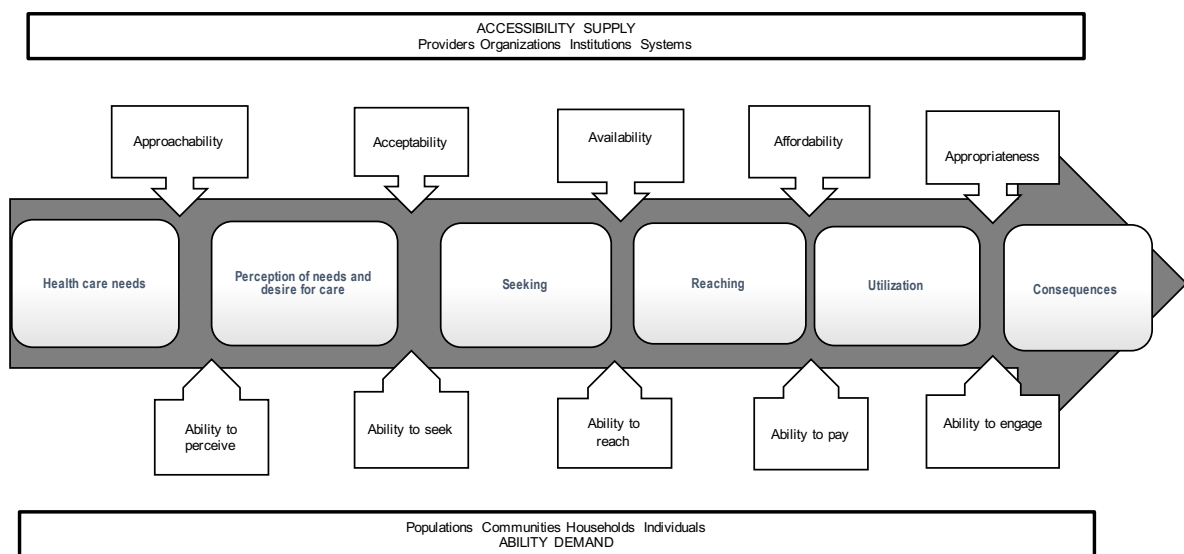 ACCESSIBILITY SUPPLY
Providers Organizations Institutions Systems
Approachability
Acceptability
Availability
Affordability
Appropriateness
Health care needs
Perception of needs and
desire for care
Seeking
Reaching
Utilization
Consequences
Ability to
perceive
Ability to seek
Ability to
reach
Ability to pay
Ability to engage
Populations Communities Households Individuals
ABILITY DEMAND